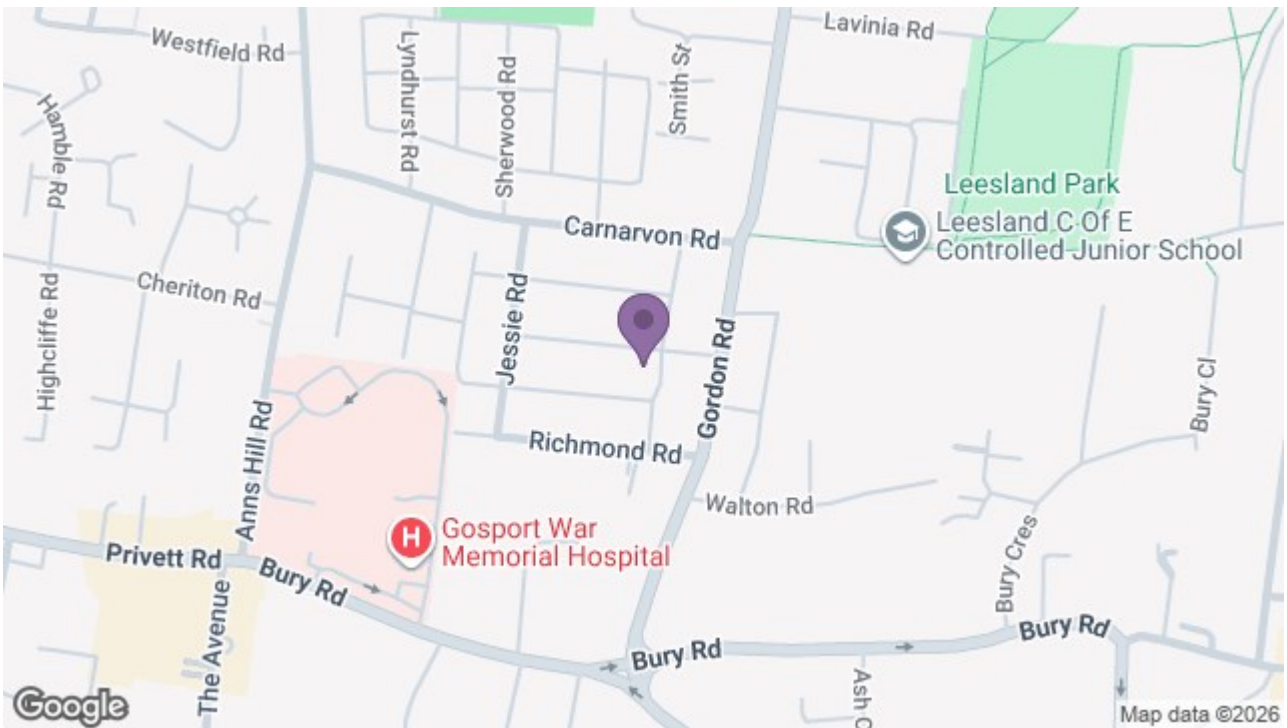 Westfield Rd
Lyndhurst Rd
Sherwood Rd
Smith St
Lavinia Rd
Hamble Rd
Leesland Park
Leesland C Of E
Controlled Junior School
Carnarvon Rd
Cheriton Rd
Highcliffe Rd
Jessie Rd
Gordon Rd
Bury Cl
Anns Hill Rd
Richmond Rd
Walton Rd
H
Gosport War
Memorial Hospital
Privett Rd
Bury Rd
The Avenue
Bury Cres
Bury Rd
Bury Rd
Ash C
Google
Map data ©2026